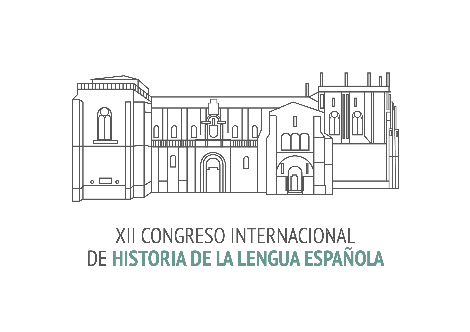 XII CONGRESO INTERNACIONAL
DE HISTORIA DE LA LENGUA ESPAÑOLA